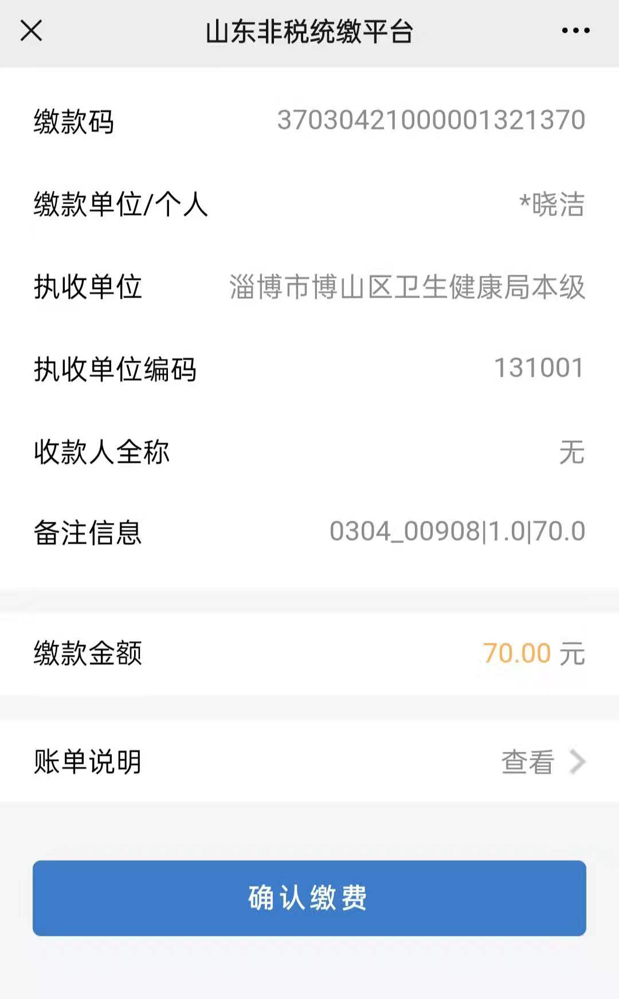 山东非税统缴平台
缴款码 37030421000001321370
缴款单位/个人 *晓洁
执收单位 淄博市博山区卫生健康局本级
执收单位编码 131001
收款人全称 无
备注信息 0304_00908|1.0|70.0
缴款金额 70.00 元
账单说明 查看
确认缴费